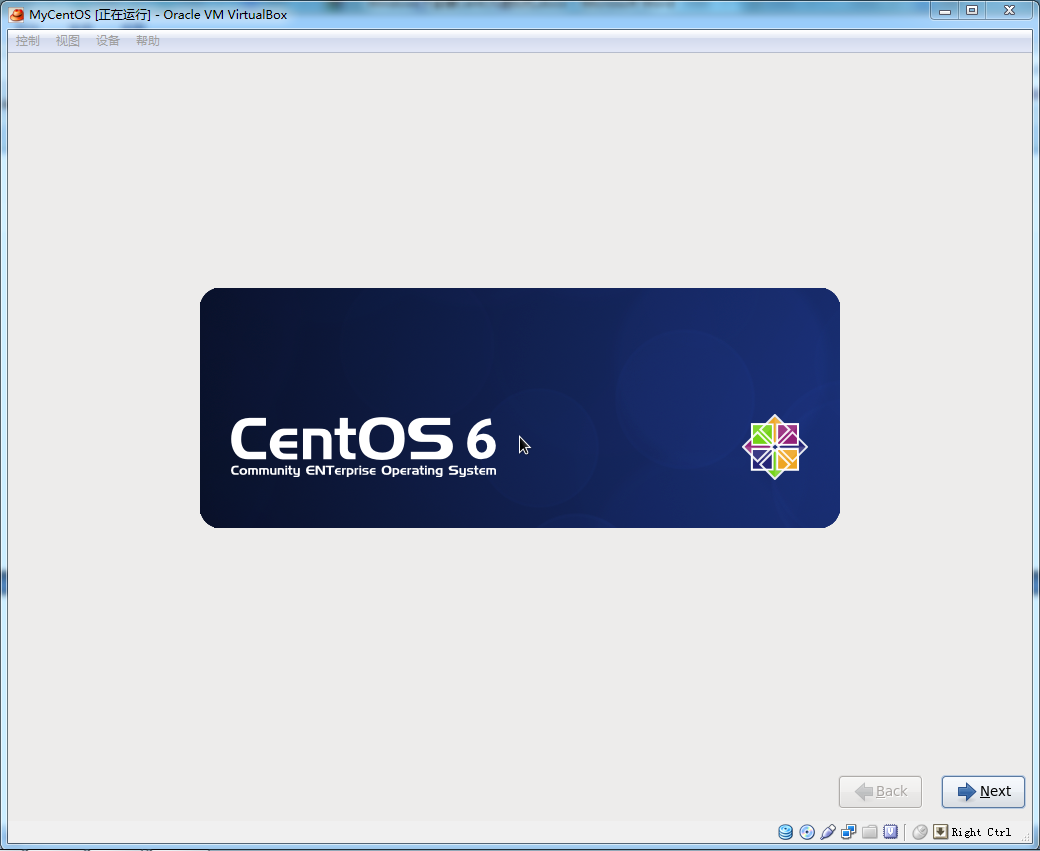 MyCentOS [正在运行] - Oracle VM VirtualBox
控制 视图 设备 帮助
CentOS 6
Community ENTerprise Operating System
Back Next
Right Ctrl